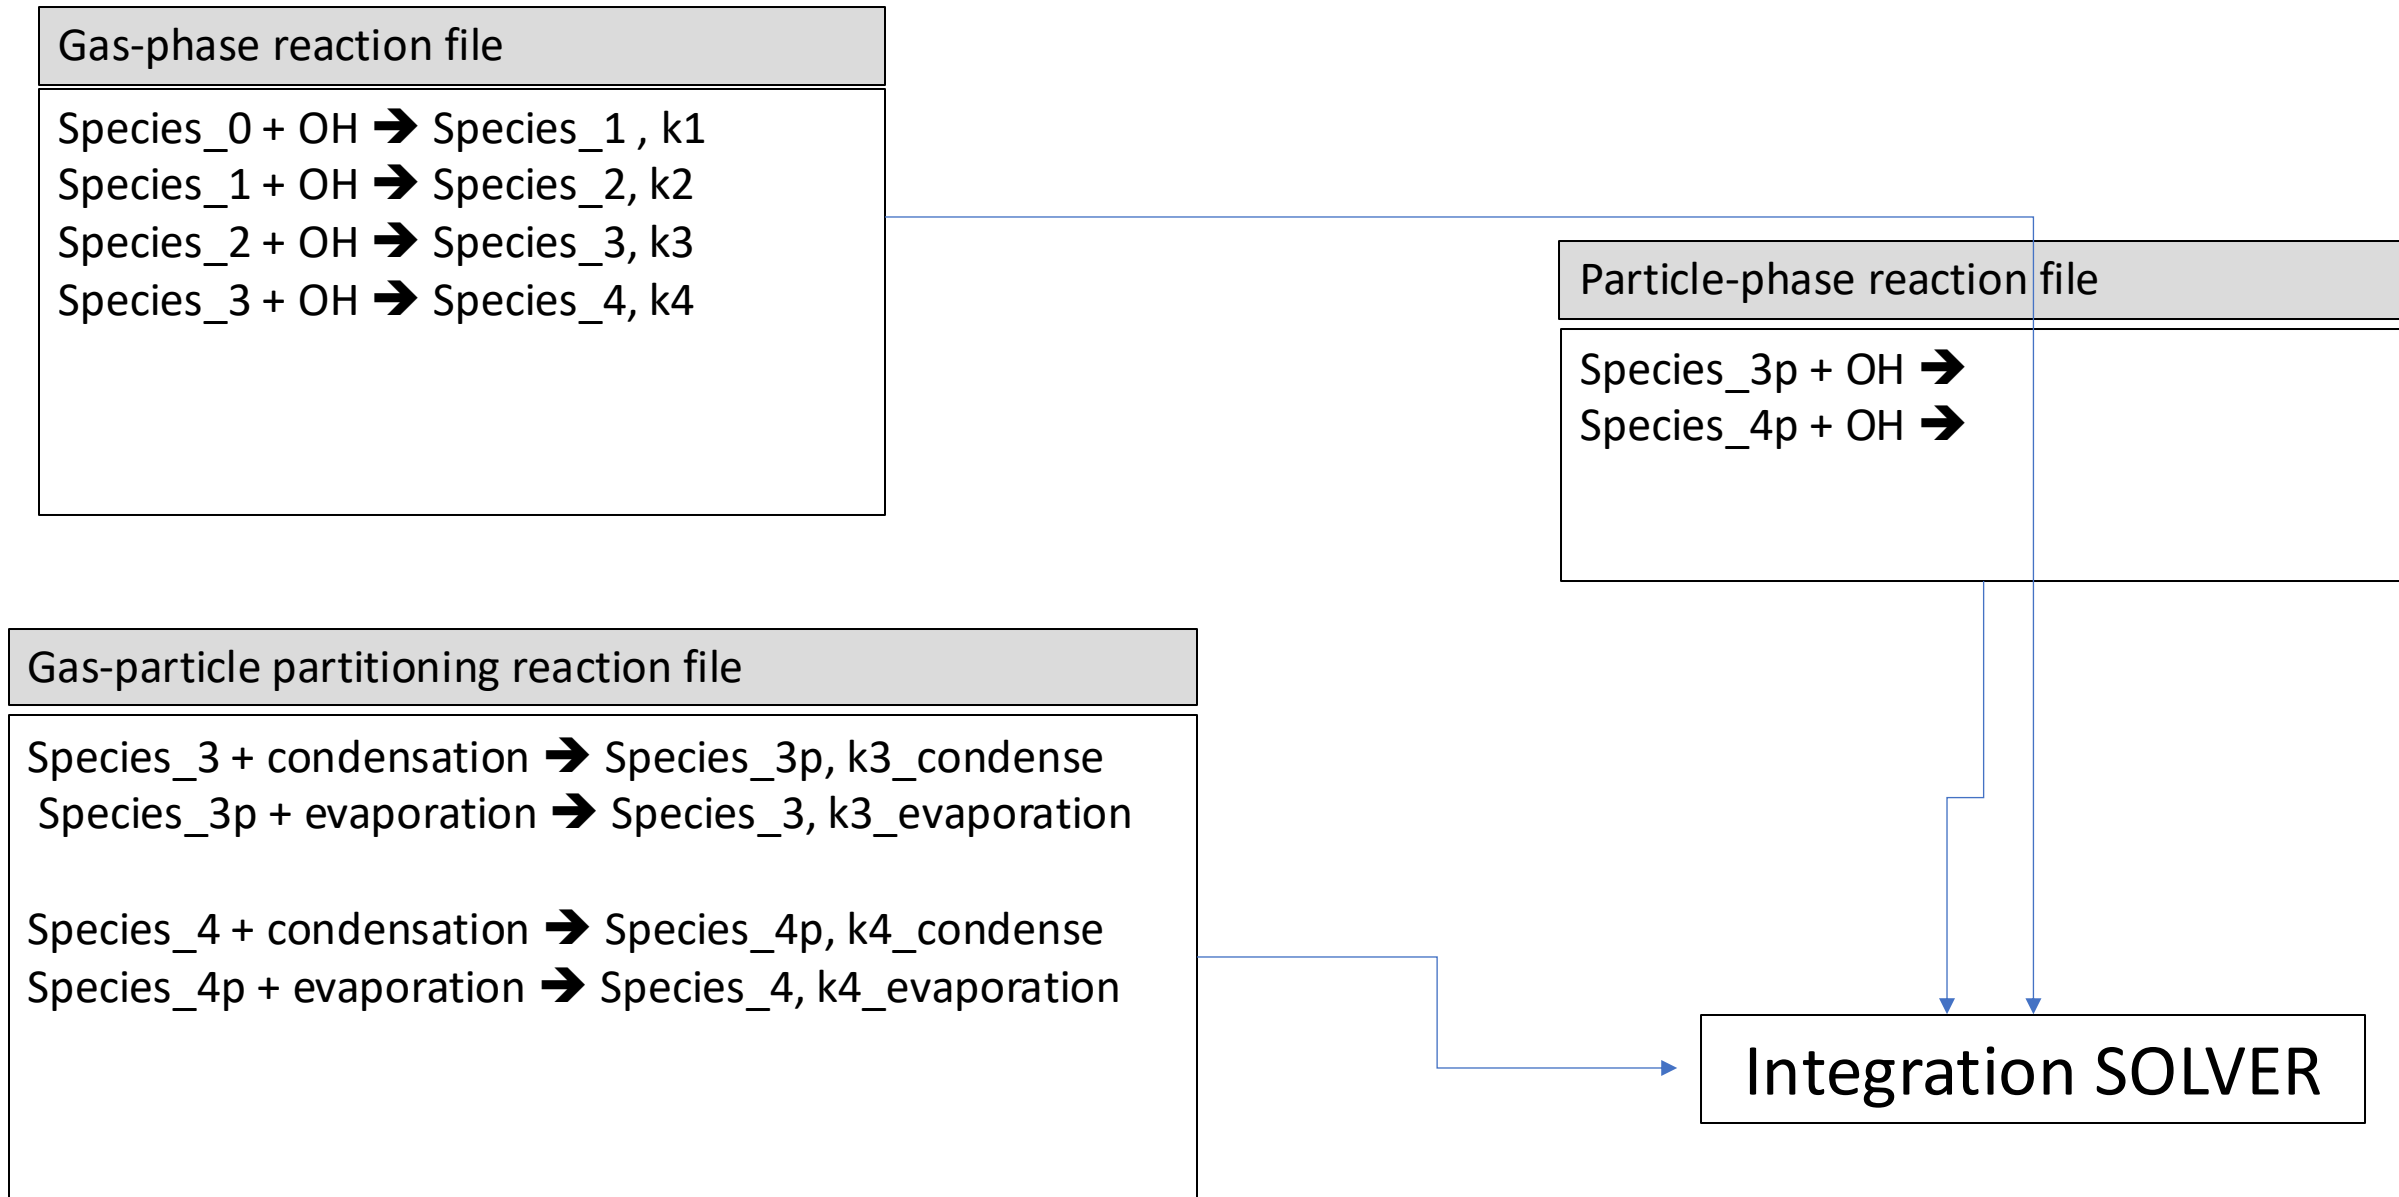 Gas-phase reaction file
Species_0 + OH ➔ Species_1 , k1
Species_1 + OH ➔ Species_2, k2
Species_2 + OH ➔ Species_3, k3
Species_3 + OH ➔ Species_4, k4
Particle-phase reaction file
Species_3p + OH ➔
Species_4p + OH ➔
Gas-particle partitioning reaction file
Species_3 + condensation ➔ Species_3p, k3_condense
Species_3p + evaporation ➔ Species_3, k3_evaporation
Species_4 + condensation ➔ Species_4p, k4_condense
Species_4p + evaporation ➔ Species_4, k4_evaporation
Integration SOLVER